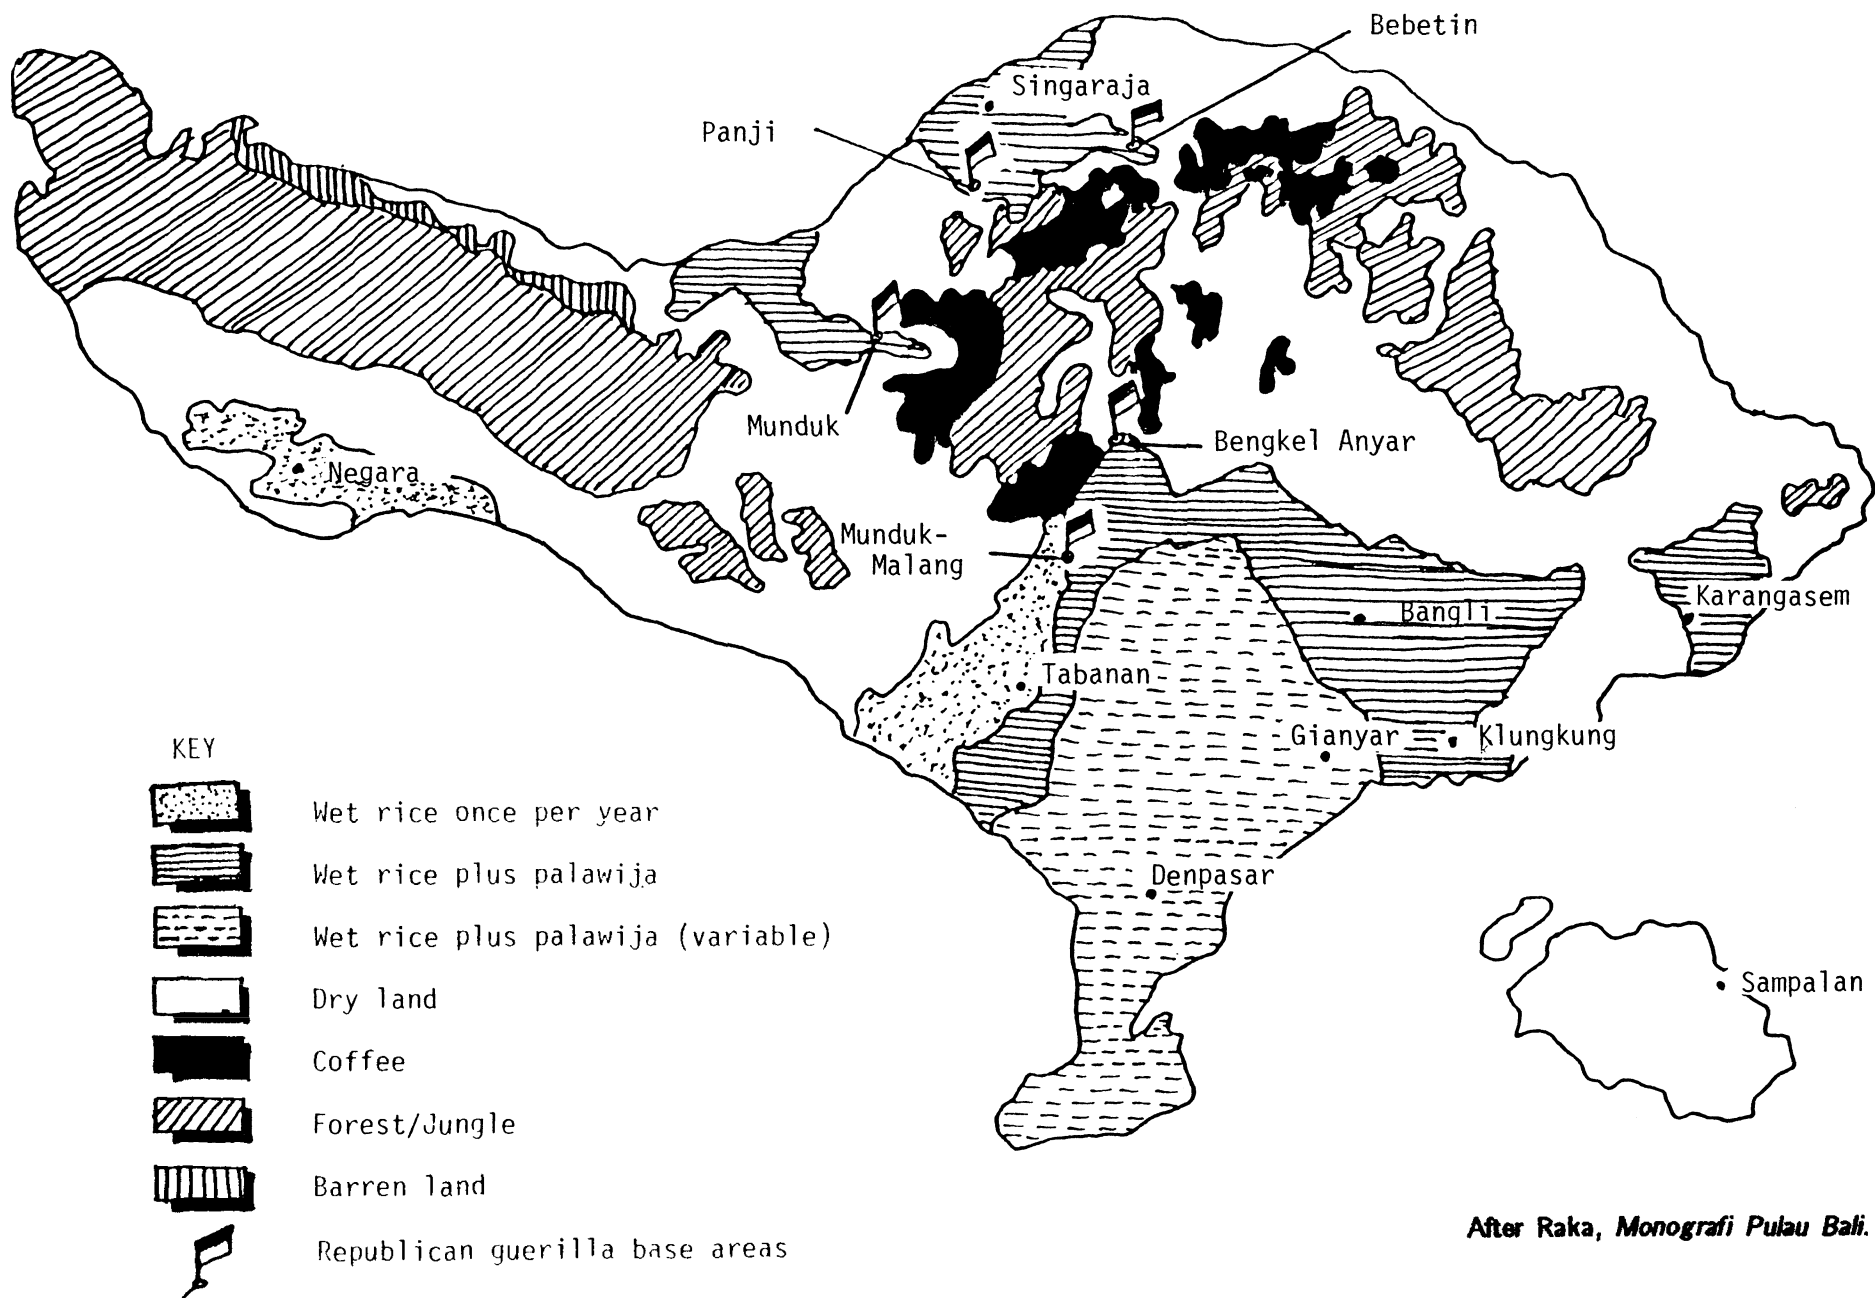 Bebetin
Singaraja
Panji
Munduk
Bengkel Anyar
Negara
Munduk-
Malang
Karangasem
Bangli
Tabanan
Gianyar
Klungkung
Denpasar
Sampalan
KEY
Wet rice once per year
Wet rice plus palawija
Wet rice plus palawija (variable)
Dry land
Coffee
Forest/Jungle
Barren land
Republican guerilla base areas
After Raka, Monografi Pulau Bali.